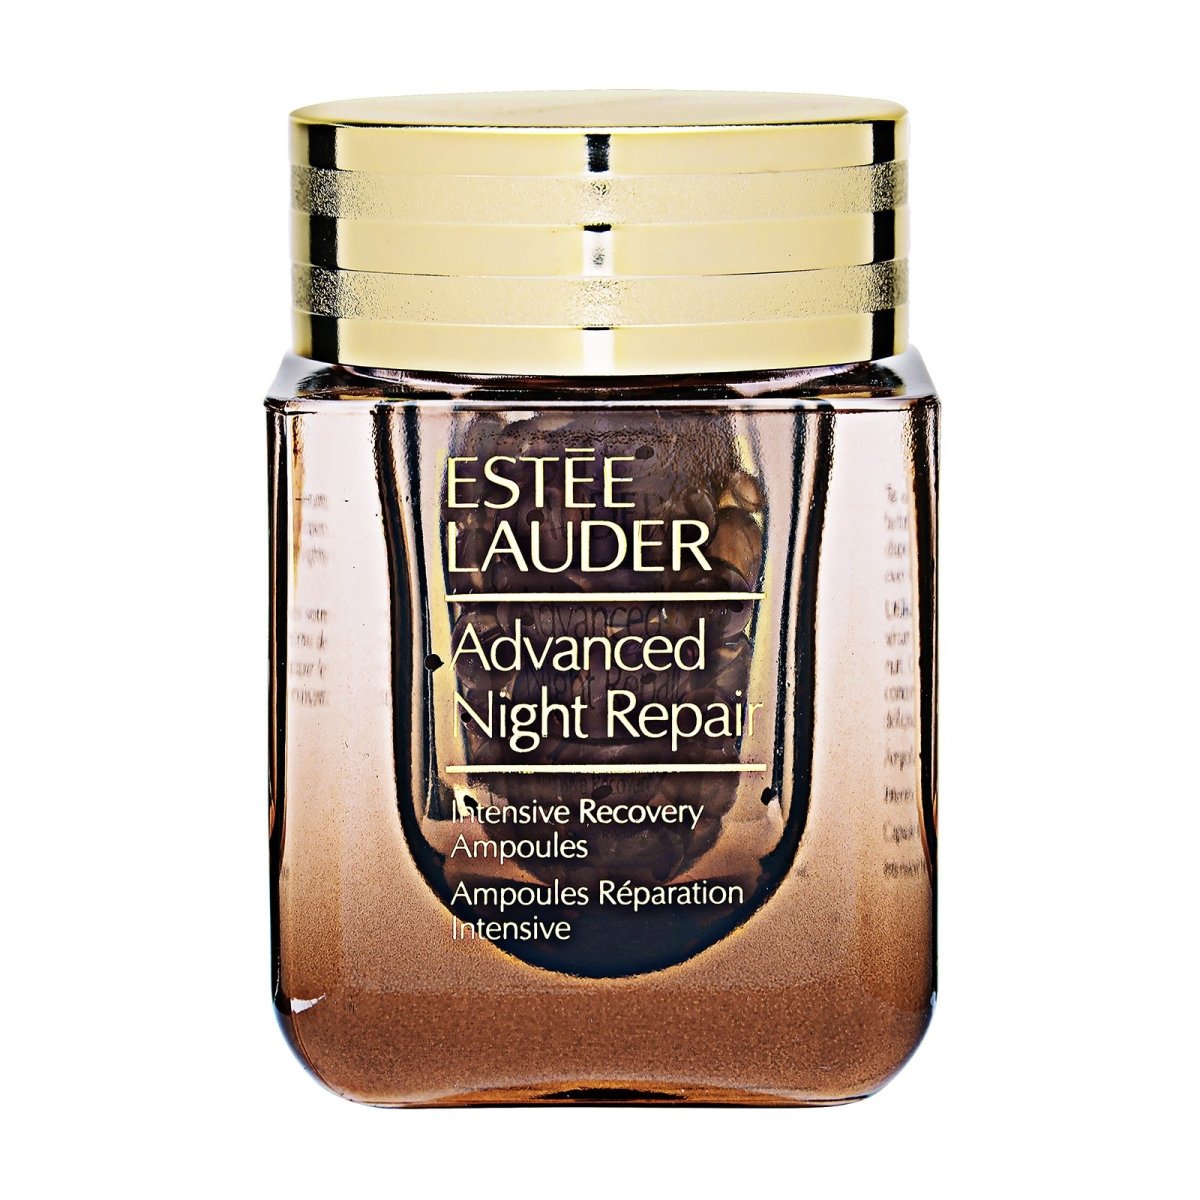 ESTĒE
LAUDER
Advanced
Night Repair
Intensive Recovery
Ampoules
Ampoules Réparation
Intensive